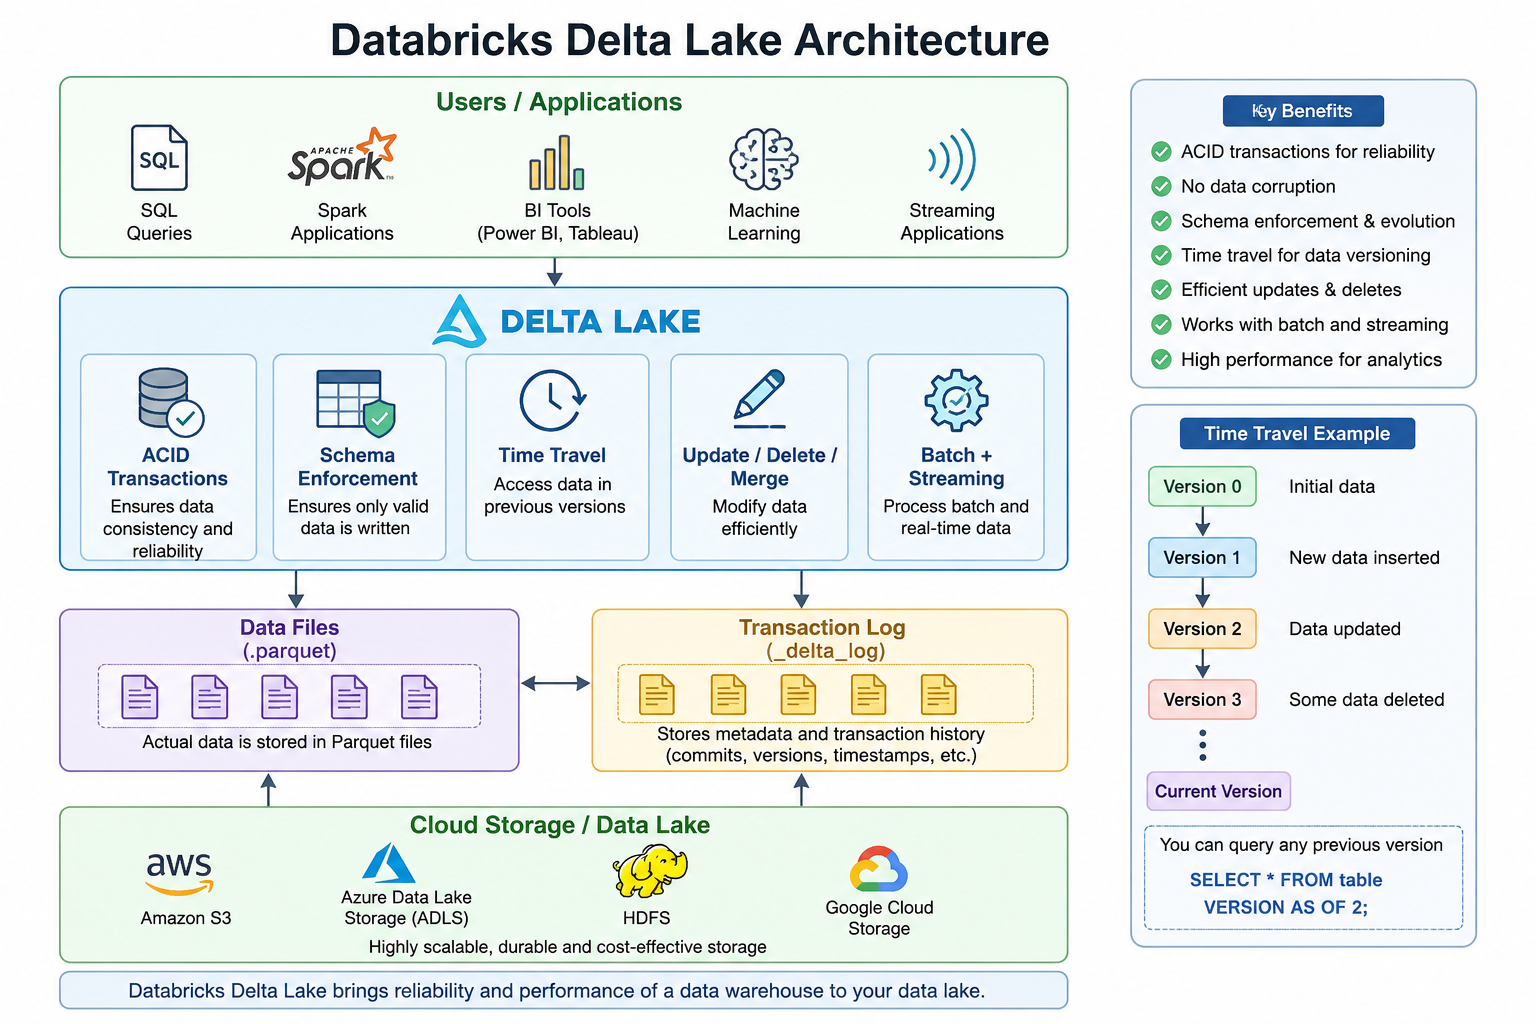 Databricks Delta Lake Architecture
Users / Applications
SQL
SQL
Queries
APACHE
Spark
TM
Spark
Applications
BI Tools
(Power BI, Tableau)
Machine
Learning
Streaming
Applications
DELTA LAKE
ACID
Transactions
Ensures data
consistency and
reliability
Schema
Enforcement
Ensures only valid
data is written
Time Travel
Access data in
previous versions
Update / Delete /
Merge
Modify data
efficiently
Batch +
Streaming
Process batch and
real-time data
Data Files
(.parquet)
Actual data is stored in Parquet files
Transaction Log
(_delta_log)
Stores metadata and transaction history
(commits, versions, timestamps, etc.)
Cloud Storage / Data Lake
aws
Amazon S3
Azure Data Lake
Storage (ADLS)
HDFS
Google Cloud
Storage
Highly scalable, durable and cost-effective storage
Databricks Delta Lake brings reliability and performance of a data warehouse to your data lake.
Key Benefits
ACID transactions for reliability
No data corruption
Schema enforcement & evolution
Time travel for data versioning
Efficient updates & deletes
Works with batch and streaming
High performance for analytics
Time Travel Example
Version 0 Initial data
Version 1 New data inserted
Version 2 Data updated
Version 3 Some data deleted
Current Version
You can query any previous version
SELECT * FROM table
VERSION AS OF 2;